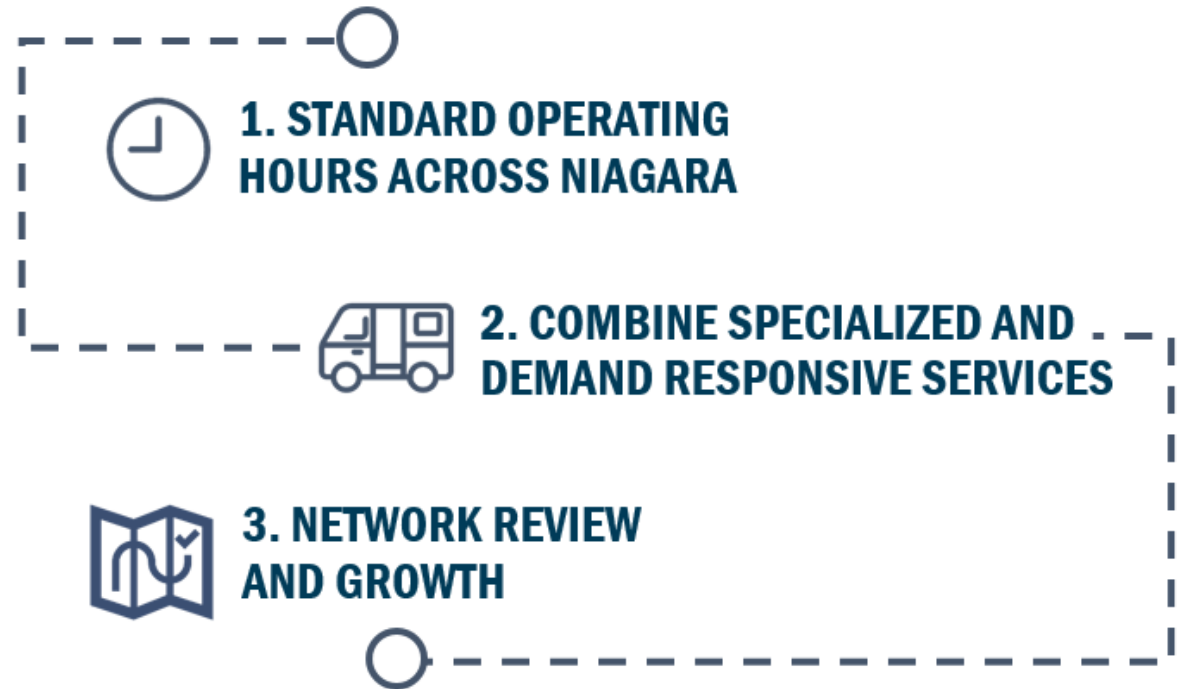 1. STANDARD OPERATING
HOURS ACROSS NIAGARA
2. COMBINE SPECIALIZED AND
DEMAND RESPONSIVE SERVICES
3. NETWORK REVIEW
AND GROWTH